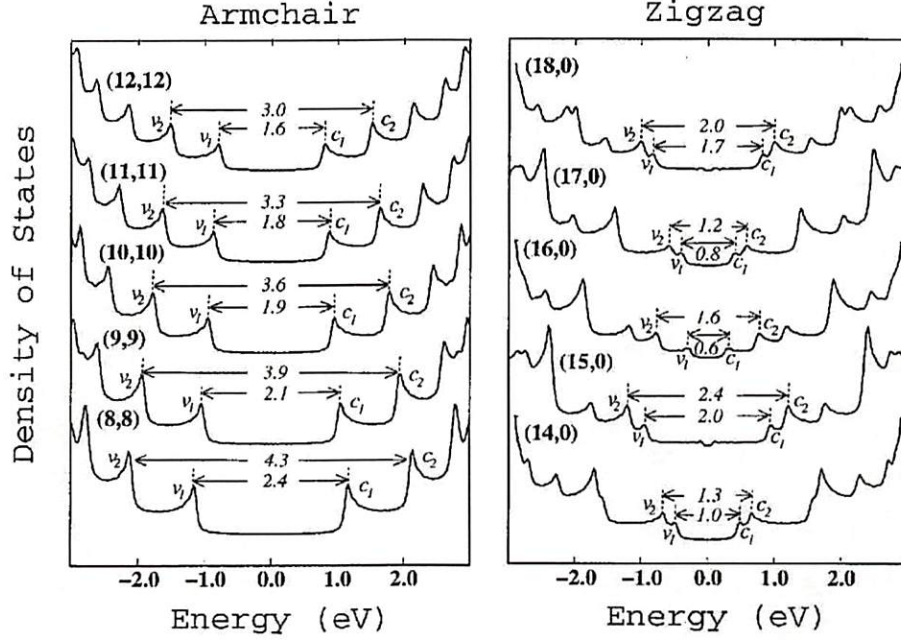 Armchair
Zigzag
Density of States
(12,12)
v2 3.0 c2
v1 1.6 c1
(11,11)
v2 3.3 c2
v1 1.8 c1
(10,10)
v2 3.6 c2
v1 1.9 c1
(9,9)
v2 3.9 c2
v1 2.1 c1
(8,8)
v2 4.3 c2
v1 2.4 c1
−2.0 −1.0 0.0 1.0 2.0
Energy (eV)
(18,0)
v2 2.0 c2
v1 1.7 c1
(17,0)
v2 1.2 c2
v1 0.8 c1
(16,0)
v2 1.6 c2
v1 0.6 c1
(15,0)
v2 2.4 c2
v1 2.0 c1
(14,0)
v2 1.3 c2
v1 1.0 c1
−2.0 −1.0 0.0 1.0 2.0
Energy (eV)